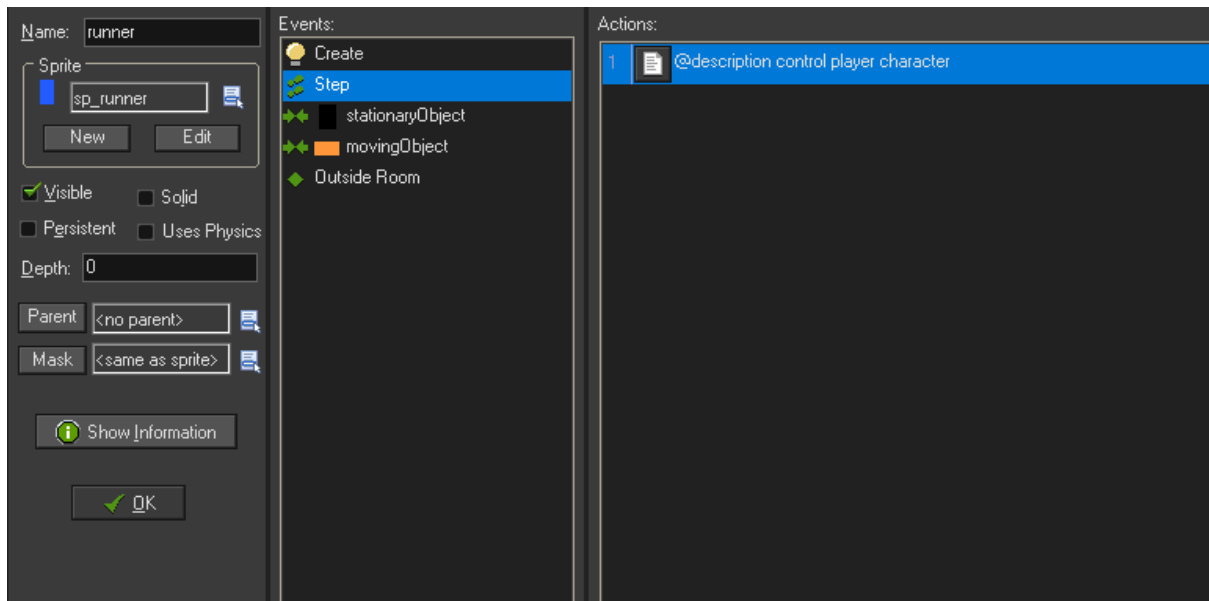 Name: runner
Sprite
sp_runner
New Edit
Visible Solid
Persistent Uses Physics
Depth: 0
Parent <no parent>
Mask <same as sprite>
Show Information
OK
Events:
Create
Step
stationaryObject
movingObject
Outside Room
Actions:
1 @description control player character